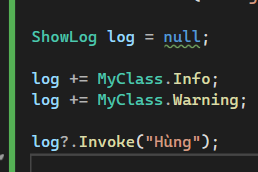 ShowLog log = null;
log += MyClass.Info;
log += MyClass.Warning;
log?.Invoke("Hùng");